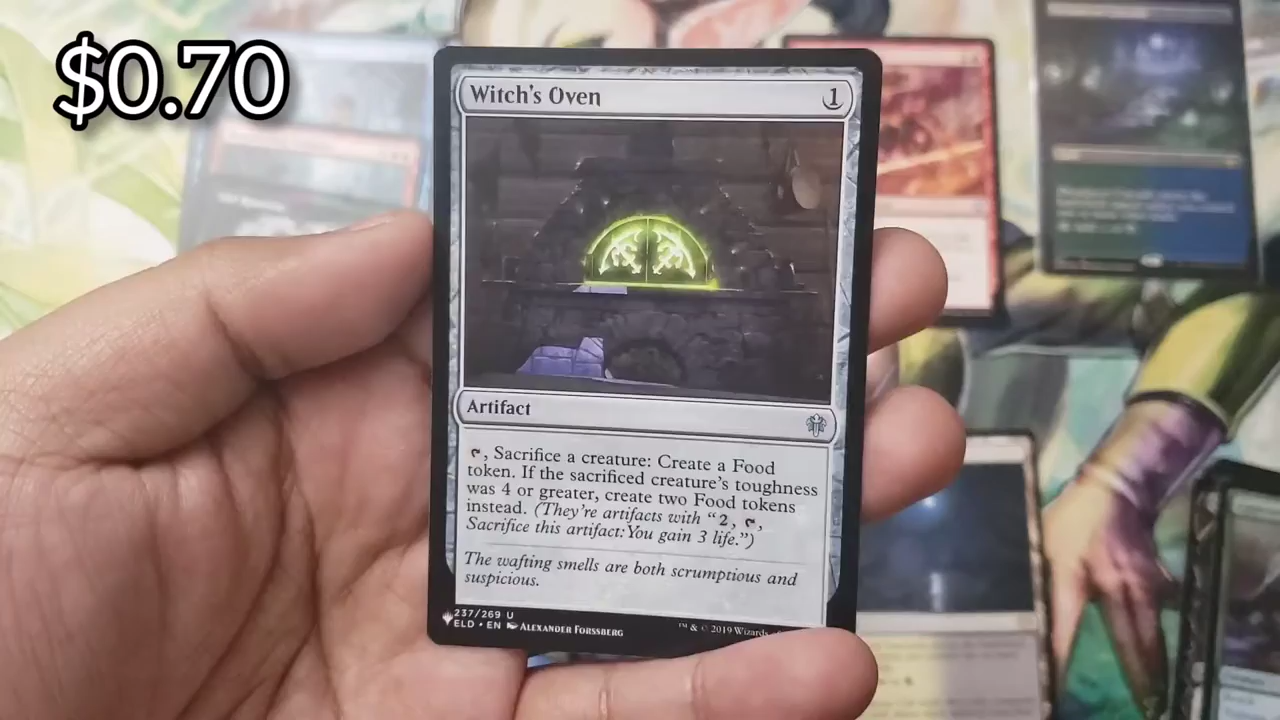 $0.70
Witch's Oven 1
Artifact
, Sacrifice a creature: Create a Food
token. If the sacrificed creature's toughness
was 4 or greater, create two Food tokens
instead. (They're artifacts with “2, ,
Sacrifice this artifact:You gain 3 life.”)
The wafting smells are both scrumptious and
suspicious.
237/269 U
ELD • EN ALEXANDER FORSSBERG
™ & © 2019 Wizards